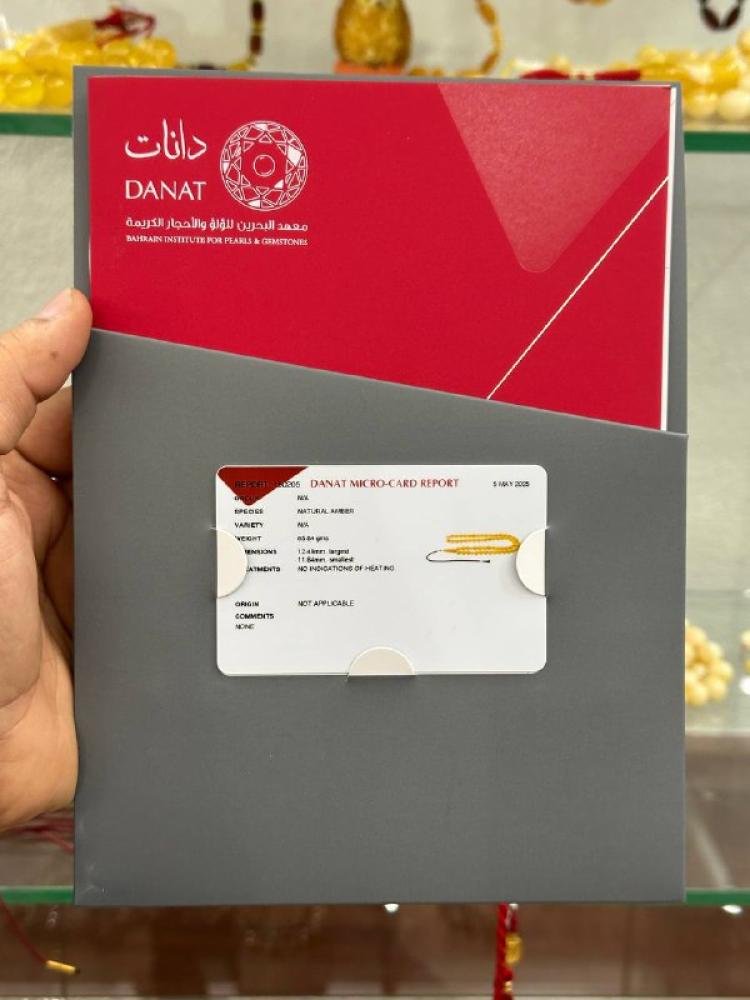 دانات
DANAT
معهد البحرين للؤلؤ والأحجار الكريمة
BAHRAIN INSTITUTE FOR PEARLS & GEMSTONES
REPORT DANAT MICRO-CARD REPORT 5 MAY 2025
N/A
SPECIES NATURAL AMBER
VARIETY N/A
WEIGHT gms
12.48mm largest
11.84mm smallest
NO INDICATIONS OF HEATING
ORIGIN NOT APPLICABLE
COMMENTS
NONE